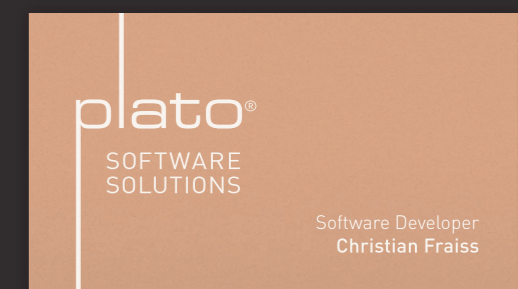 plato®
SOFTWARE
SOLUTIONS
Software Developer
Christian Fraiss